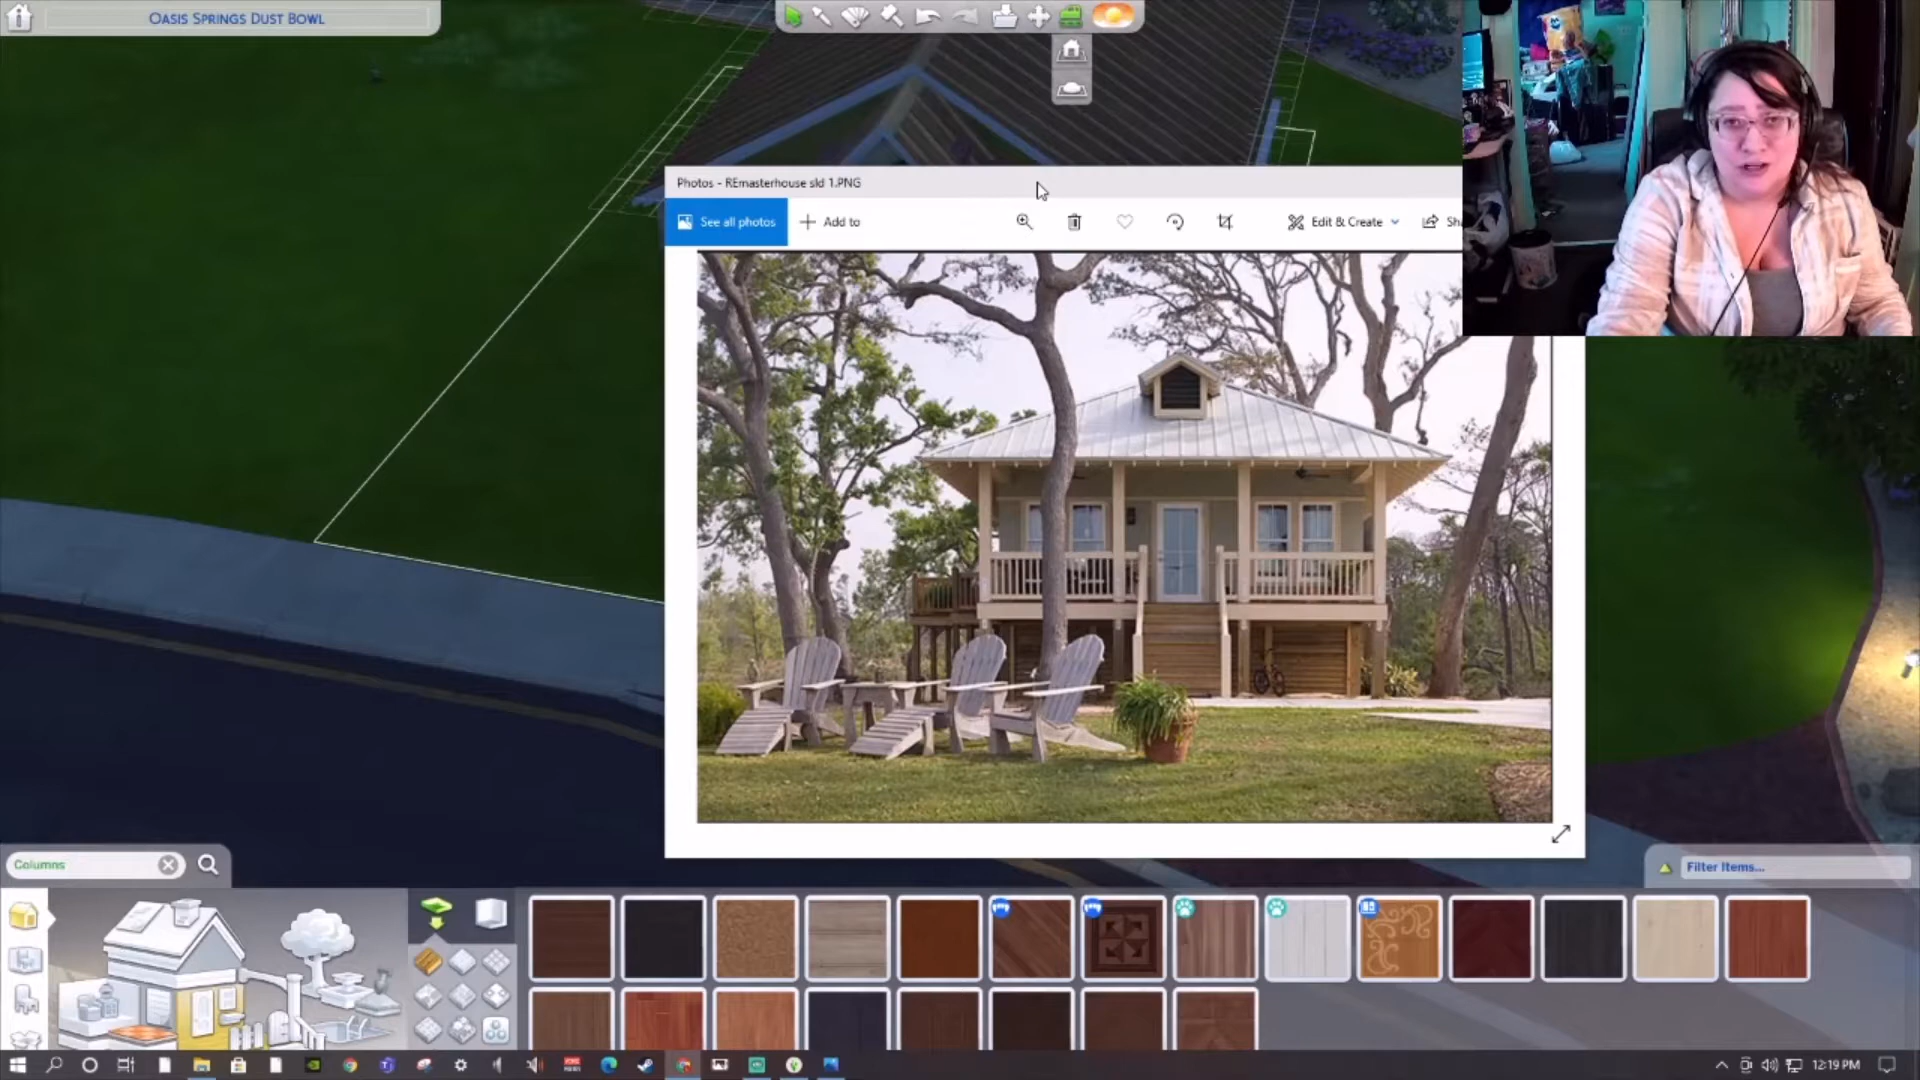 OASIS SPRINGS DUST BOWL
Photos - REmasterhouse sld 1.PNG
See all photos
Add to
Edit & Create
Sh
Columns
Filter Items...
12:19 PM